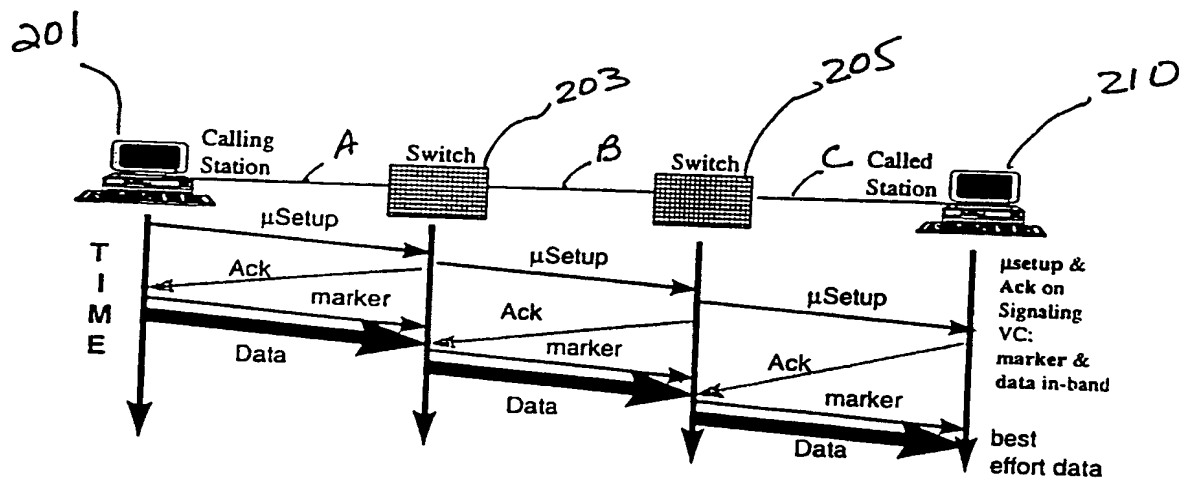 201
203
205
210
Calling
Station
A
Switch
B
Switch
C
Called
Station
μSetup
μSetup
μSetup
Ack
Ack
Ack
marker
marker
marker
Data
Data
Data
TIME
μsetup &
Ack on
Signaling
VC:
marker &
data in-band
best
effort data